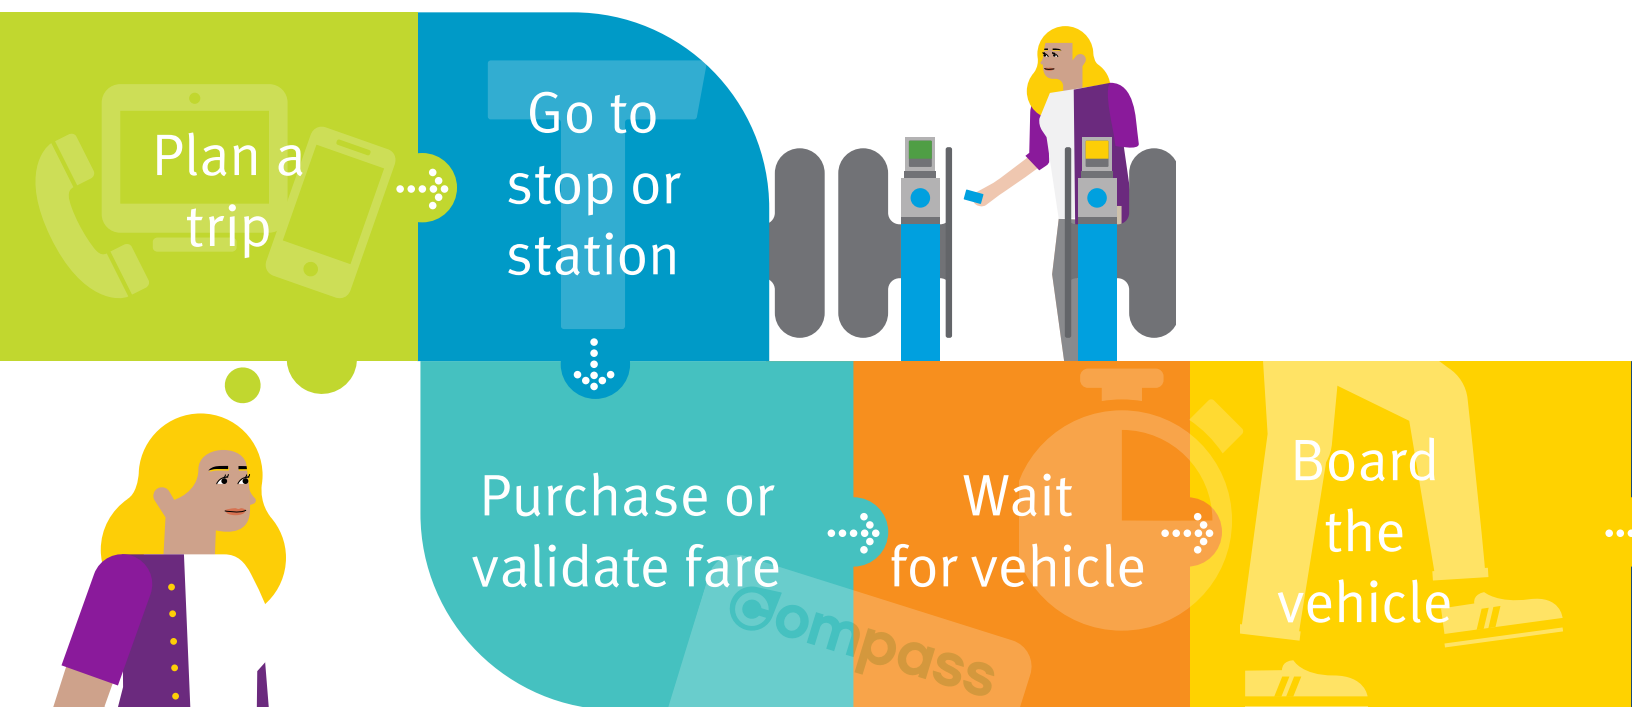 Plan a
trip
Go to
stop or
station
Purchase or
validate fare
Compass
Wait
for vehicle
Board
the
vehicle